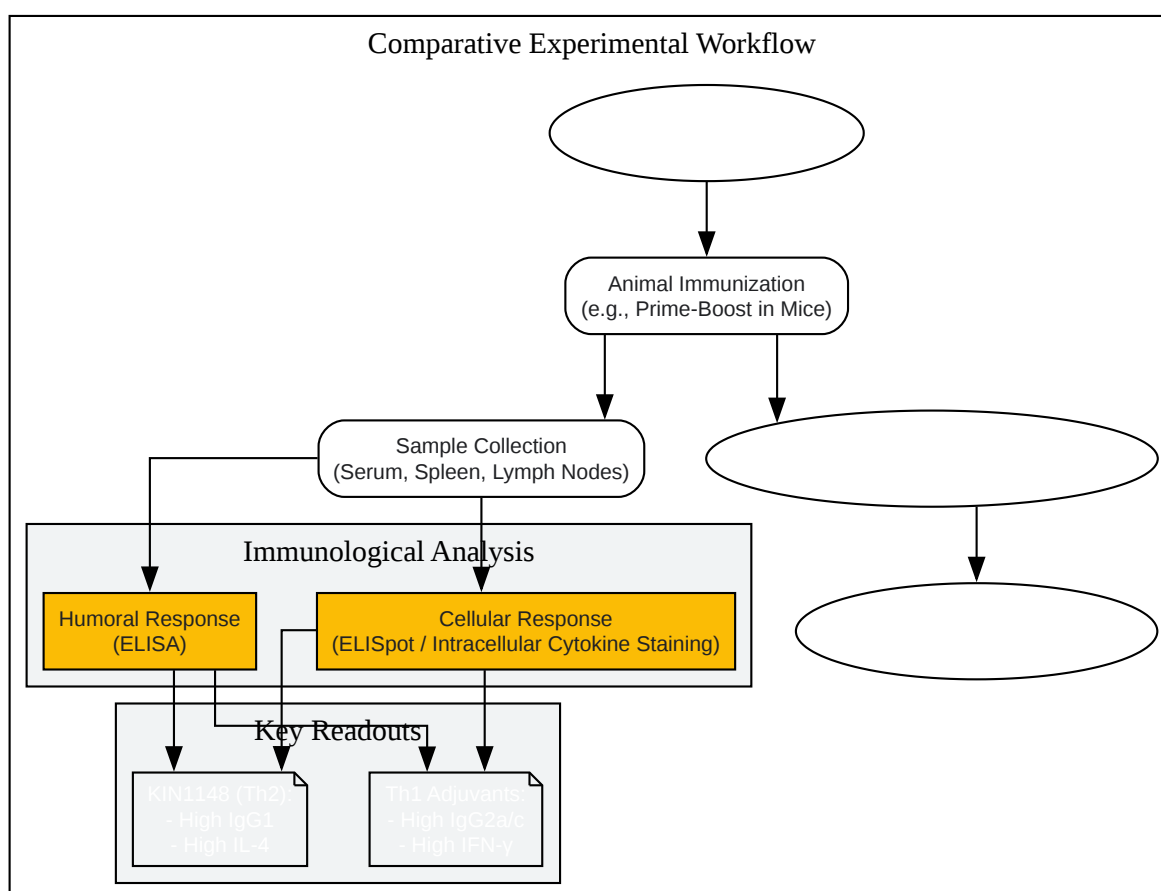 Comparative Experimental Workflow
Animal Immunization
(e.g., Prime-Boost in Mice)
Sample Collection
(Serum, Spleen, Lymph Nodes)
Immunological Analysis
Humoral Response
(ELISA)
Cellular Response
(ELISpot / Intracellular Cytokine Staining)
Key Readouts
KIN1148 (Th2):
- High IgG1
- High IL-4
Th1 Adjuvants:
- High IgG2a/c
- High IFN-γ